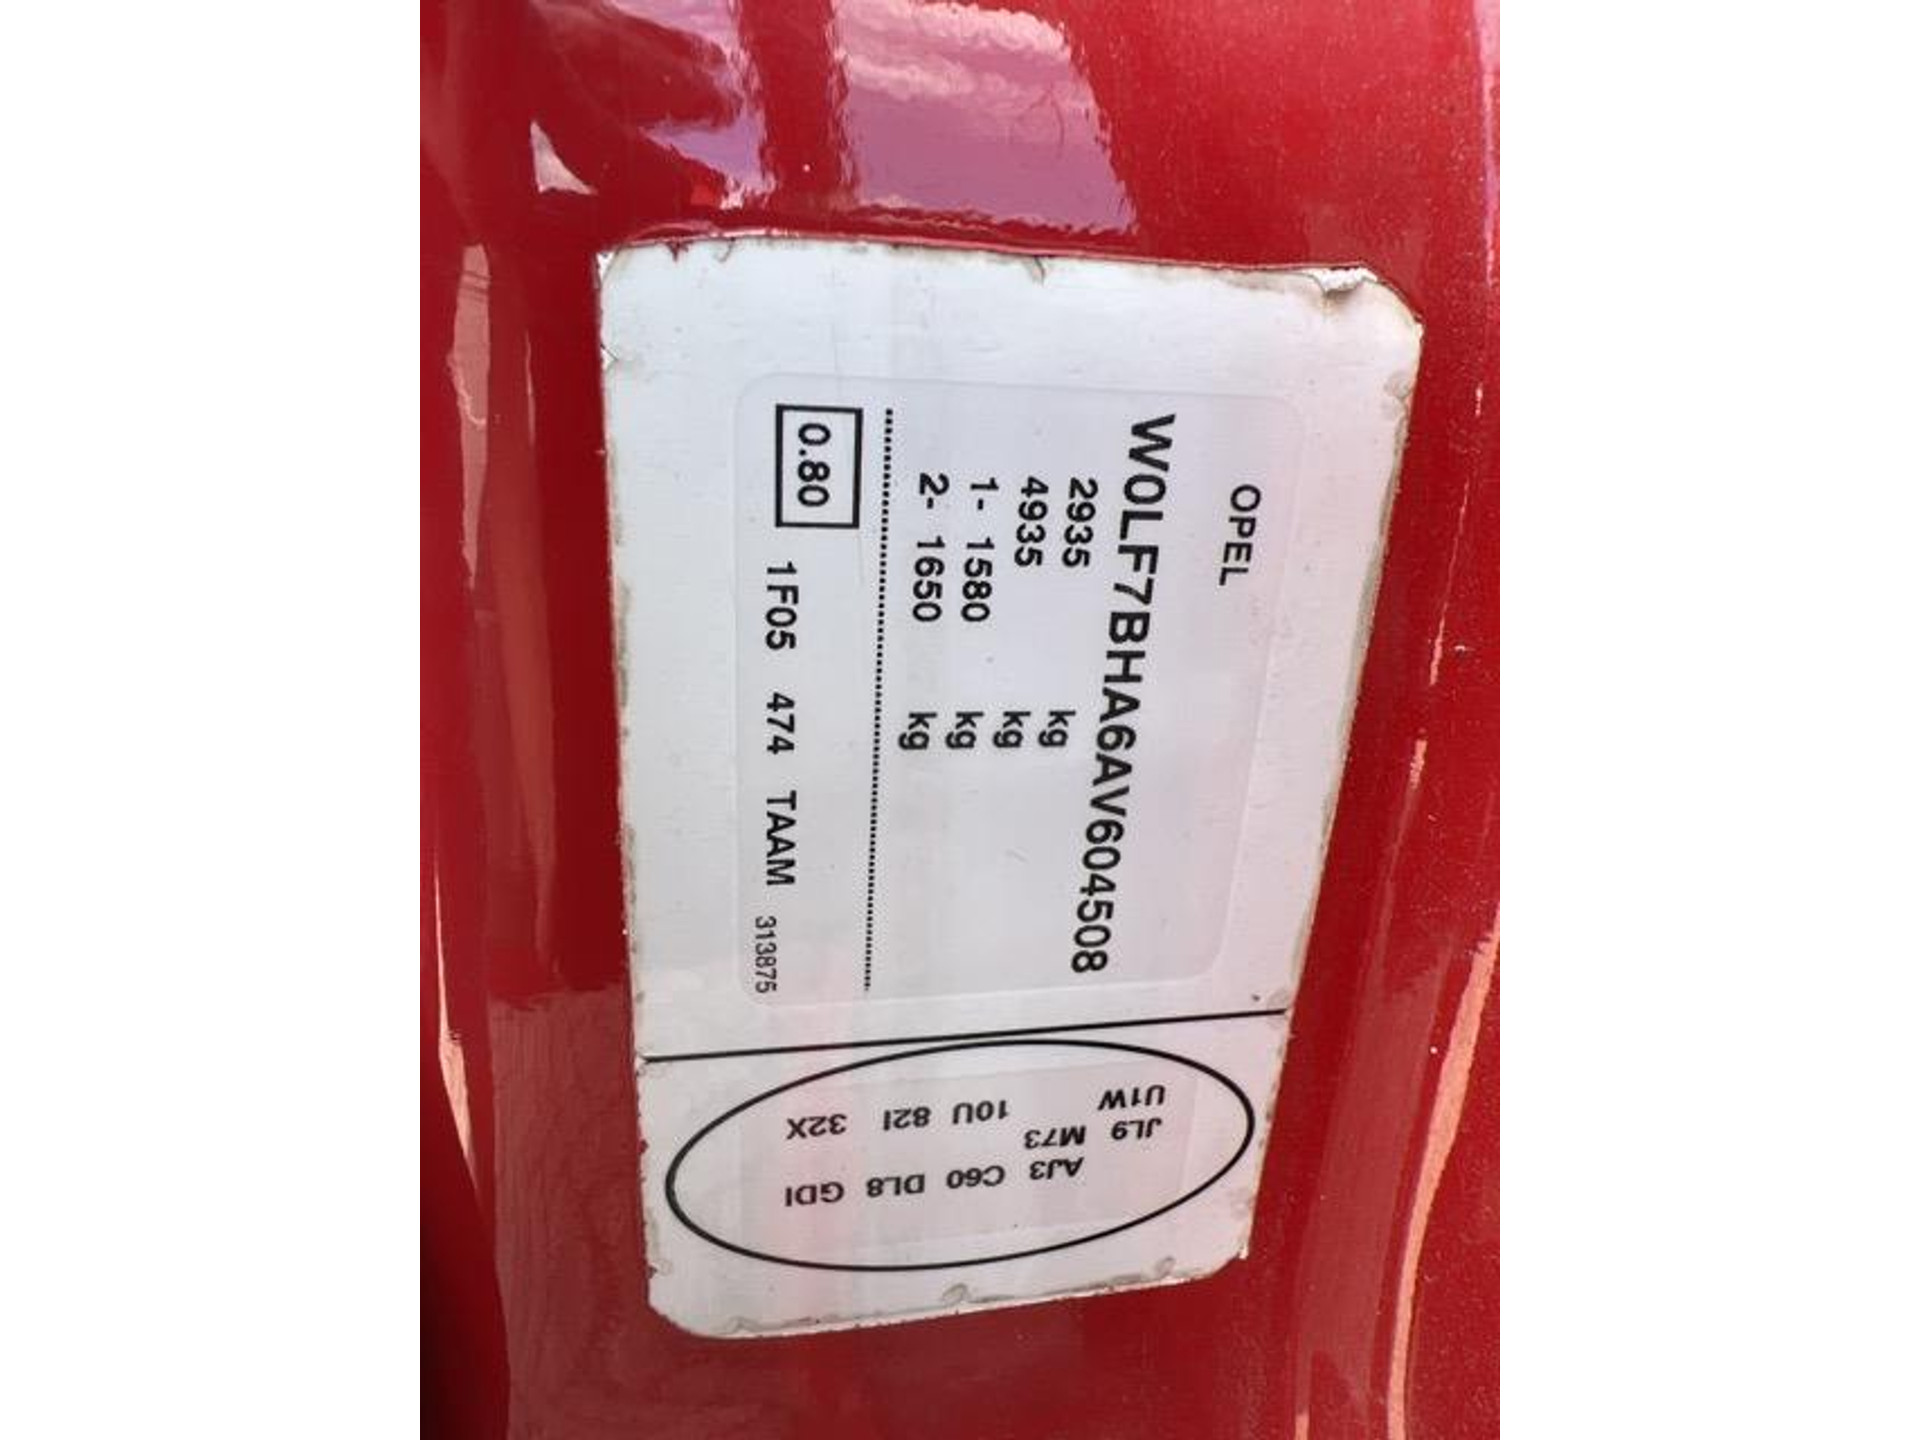 OPEL
W0LF7BHA6AV604508
2935 kg
4935 kg
1- 1580 kg
2- 1650 kg
0.80 1F05 474 TAAM 313875
AJ3 C60 DL8 GDI
JL9 M73
U1W 10U 82I 32X